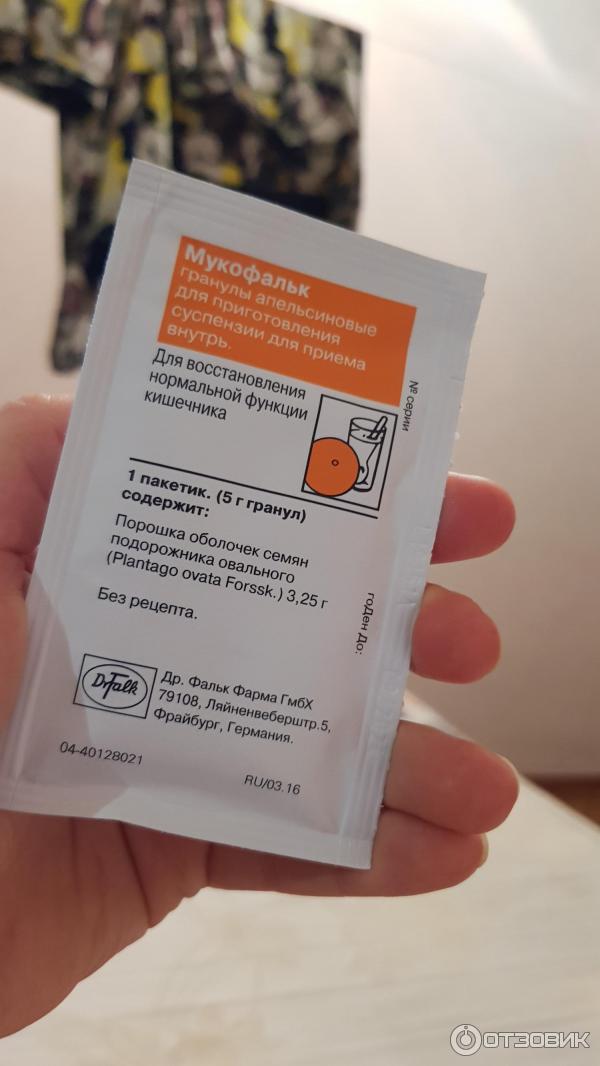 Мукофальк
гранулы апельсиновые
для приготовления
суспензии для приема
внутрь.
Для восстановления
нормальной функции
кишечника
№ серии
1 пакетик. (5 г гранул)
содержит:
Порошка оболочек семян
подорожника овального
(Plantago ovata Forssk.) 3,25 г
Без рецепта.
гоДен До:
Dr Falk
Др. Фальк Фарма ГмбХ
79108, Ляйненвеберштр.5,
Фрайбург, Германия.
04-40128021
RU/03.16
ОТЗОВИК